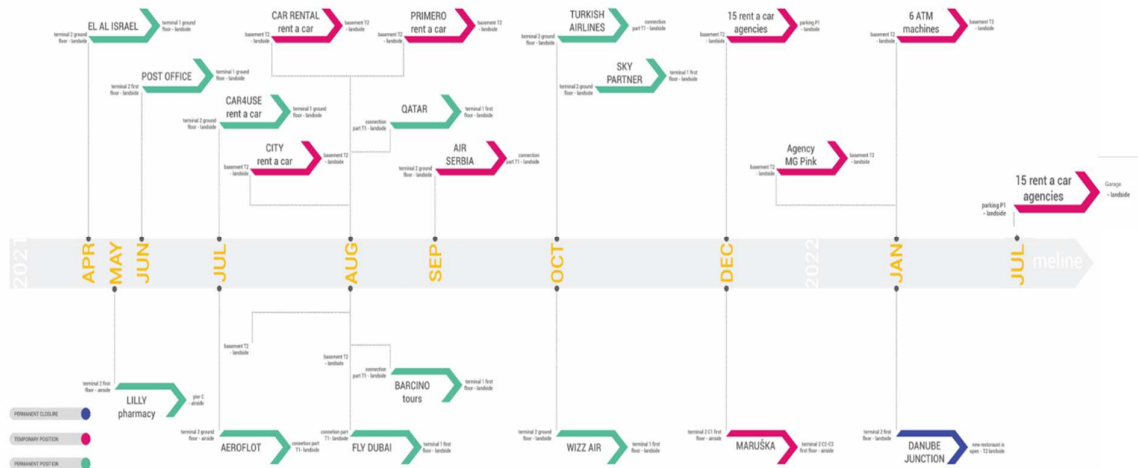 terminal 2 ground
floor - landside
EL AL ISRAEL
terminal 1 ground
floor - landside
basement T2
- landside
CAR RENTAL
rent a car
basement T2
- landside
basement T2
- landside
PRIMERO
rent a car
basement T2
- landside
terminal 2 ground
floor - landside
TURKISH
AIRLINES
connection
part T1 - landside
basement T2
- landside
15 rent a car
agencies
parking P1
- landside
basement T2
- landside
6 ATM
machines
basement T2
- landside
terminal 2 first
floor - landside
POST OFFICE
terminal 1 ground
floor - landside
terminal 2 ground
floor - landside
SKY
PARTNER
terminal 1 first
floor - landside
terminal 2 ground
floor - landside
CAR4USE
rent a car
terminal 1 ground
floor - landside
connection
part T1 - landside
QATAR
terminal 1 first
floor - landside
basement T2
- landside
CITY
rent a car
basement T2
- landside
terminal 2 ground
floor - landside
AIR
SERBIA
connection
part T1 - landside
basement T2
- landside
Agency
MG Pink
basement T2
- landside
parking P1
- landside
15 rent a car
agencies
Garage
- landside
2021
APR
MAY
JUN
JUL
AUG
SEP
OCT
DEC
2022
JAN
JUL
meline
basement T2
- landside
basement T2
- landside
connection
part T1 - landside
BARCINO
tours
terminal 1 first
floor - landside
terminal 2 first
floor - airside
LILLY
pharmacy
pier C
- airside
terminal 2 ground
floor - airside
AEROFLOT
connetion part
T1 - landside
connetion part
T1 - landside
FLY DUBAI
terminal 1 first
floor - landside
terminal 2 ground
floor - landside
WIZZ AIR
terminal 1 first
floor - landside
terminal 2 C1 first
floor - airside
MARUŠKA
terminal 2 C2-C3
first floor - airside
terminal 2 first
floor - landside
DANUBE
JUNCTION
new restaurant is
open - T2 landside
PERMANENT CLOSURE
TEMPORARY POSITION
PERMANENT POSITION